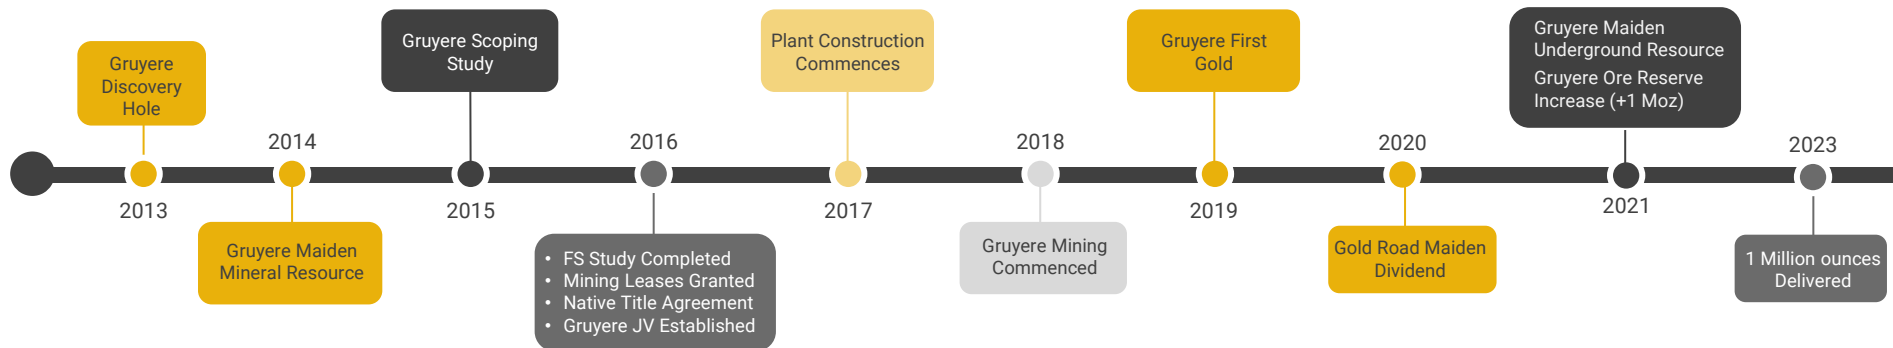 Gruyere
Discovery
Hole
2013
2014
Gruyere Maiden
Mineral Resource
Gruyere Scoping
Study
2015
2016
• FS Study Completed
• Mining Leases Granted
• Native Title Agreement
• Gruyere JV Established
Plant Construction
Commences
2017
2018
Gruyere Mining
Commenced
Gruyere First
Gold
2019
2020
Gold Road Maiden
Dividend
Gruyere Maiden
Underground Resource
Gruyere Ore Reserve
Increase (+1 Moz)
2021
2023
1 Million ounces
Delivered